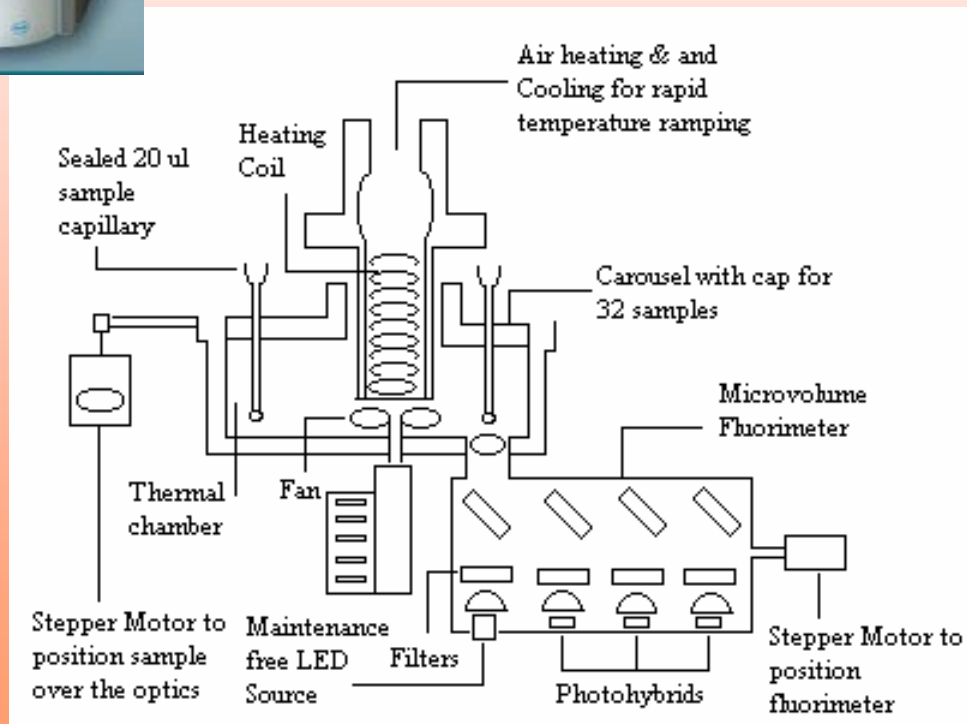 Air heating & and
Cooling for rapid
temperature ramping
Heating
Coil
Sealed 20 ul
sample
capillary
Carousel with cap for
32 samples
Microvolume
Fluorimeter
Thermal
chamber
Fan
Stepper Motor to
position sample
over the optics
Maintenance
free LED
Source
Filters
Photohybrids
Stepper Motor to
position
fluorimeter